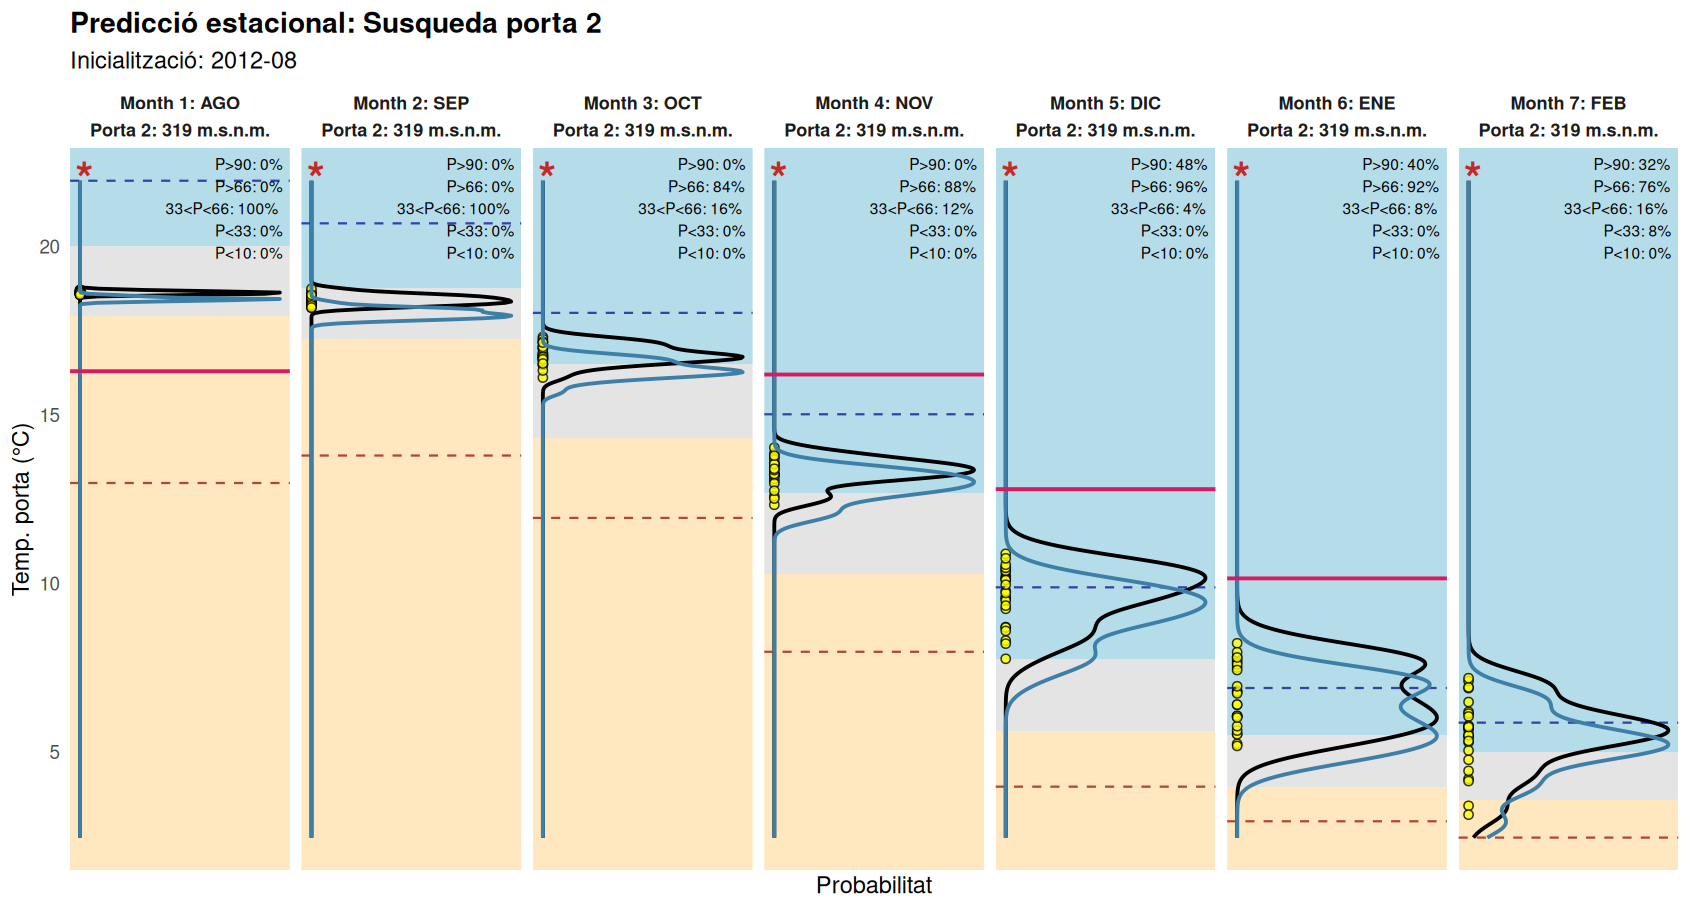 Predicció estacional: Susqueda porta 2
Inicialització: 2012-08
Month 1: AGO
Porta 2: 319 m.s.n.m.
Month 2: SEP
Porta 2: 319 m.s.n.m.
Month 3: OCT
Porta 2: 319 m.s.n.m.
Month 4: NOV
Porta 2: 319 m.s.n.m.
Month 5: DIC
Porta 2: 319 m.s.n.m.
Month 6: ENE
Porta 2: 319 m.s.n.m.
Month 7: FEB
Porta 2: 319 m.s.n.m.
*
P>90: 0%
P>66: 0%
33<P<66: 100%
P<33: 0%
P<10: 0%
*
P>90: 0%
P>66: 0%
33<P<66: 100%
P<33: 0%
P<10: 0%
*
P>90: 0%
P>66: 84%
33<P<66: 16%
P<33: 0%
P<10: 0%
*
P>90: 0%
P>66: 88%
33<P<66: 12%
P<33: 0%
P<10: 0%
*
P>90: 48%
P>66: 96%
33<P<66: 4%
P<33: 0%
P<10: 0%
*
P>90: 40%
P>66: 92%
33<P<66: 8%
P<33: 0%
P<10: 0%
*
P>90: 32%
P>66: 76%
33<P<66: 16%
P<33: 8%
P<10: 0%
20
15
10
5
Temp. porta (°C)
Probabilitat